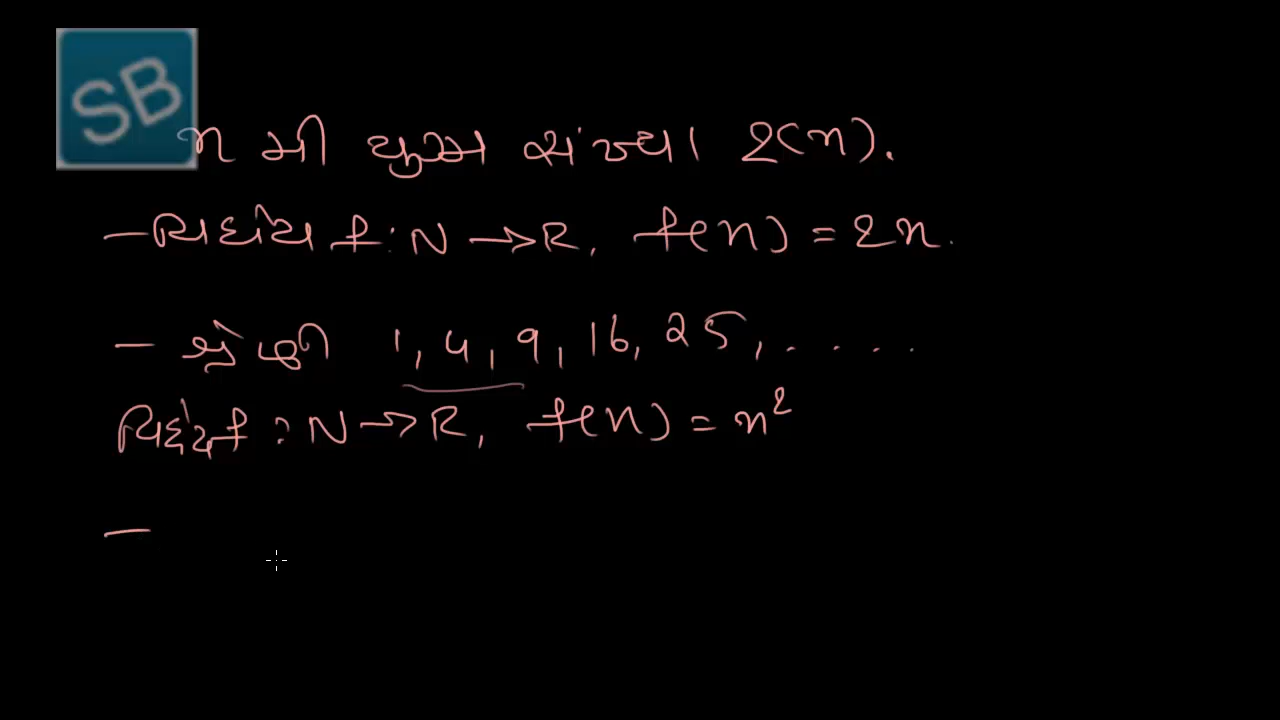 SB
n મી યુગ્મ સંખ્યા 2(n).
f : N → R, f(n) = 2n.
- શ્રેણી 1, 4, 9, 16, 25, . . . .
f : N → R, f(n) = n²
-